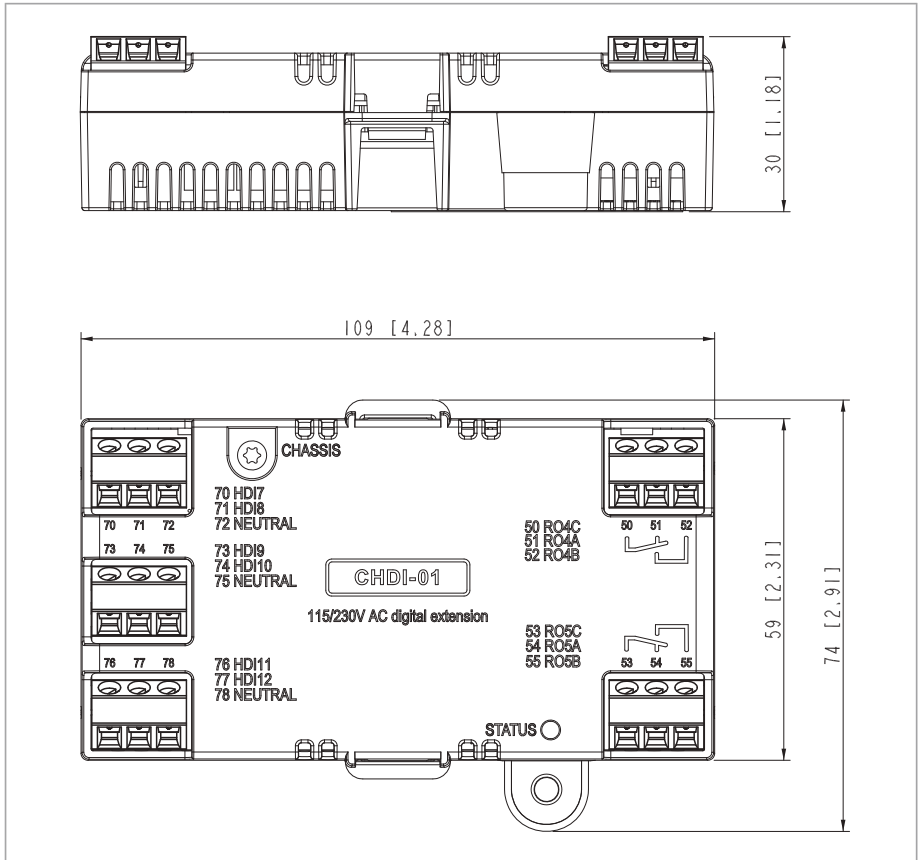 30 [1.18]
109 [4.28]
CHASSIS
70 HDI7
71 HDI8
72 NEUTRAL
70 71 72
73 74 75
73 HDI9
74 HDI10
75 NEUTRAL
50 RO4C
51 RO4A
52 RO4B
50 51 52
CHDI-01
115/230V AC digital extension
59 [2.31]
74 [2.91]
53 RO5C
54 RO5A
55 RO5B
53 54 55
76 77 78
76 HDI11
77 HDI12
78 NEUTRAL
STATUS